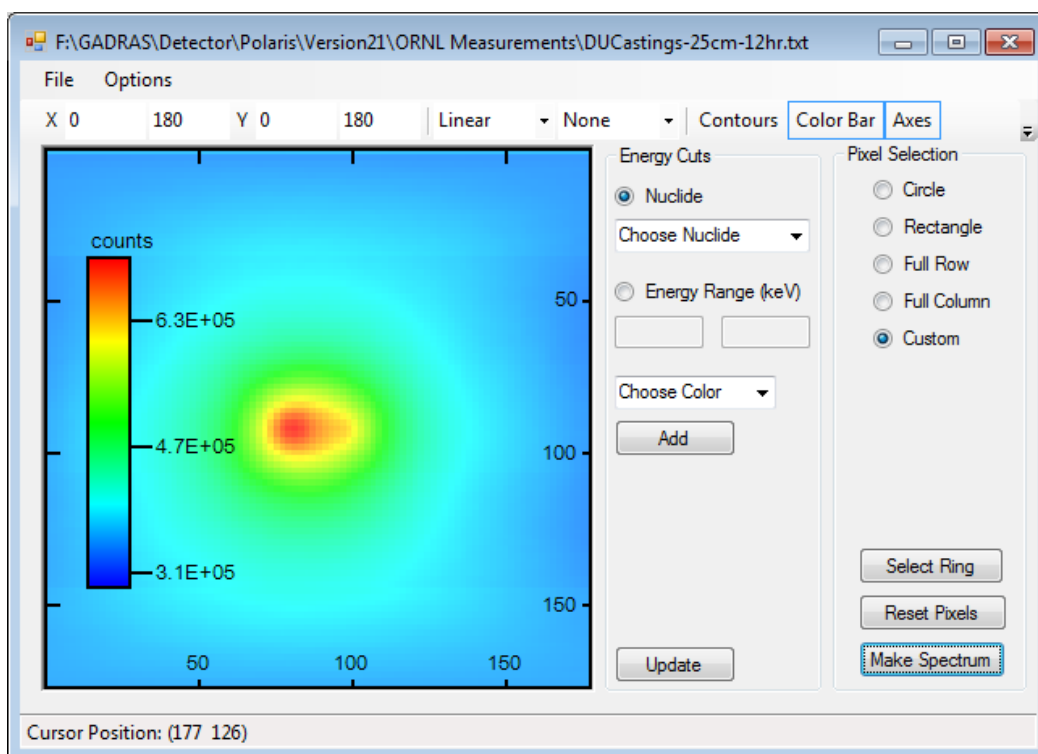 F:\GADRAS\Detector\Polaris\Version21\ORNL Measurements\DUCastings-25cm-12hr.txt
File Options
X 0 180 Y 0 180 Linear None Contours Color Bar Axes
counts
6.3E+05
4.7E+05
3.1E+05
50
100
150
50 100 150
Energy Cuts
Nuclide
Choose Nuclide
Energy Range (keV)
Choose Color
Add
Update
Pixel Selection
Circle
Rectangle
Full Row
Full Column
Custom
Select Ring
Reset Pixels
Make Spectrum
Cursor Position: (177 126)